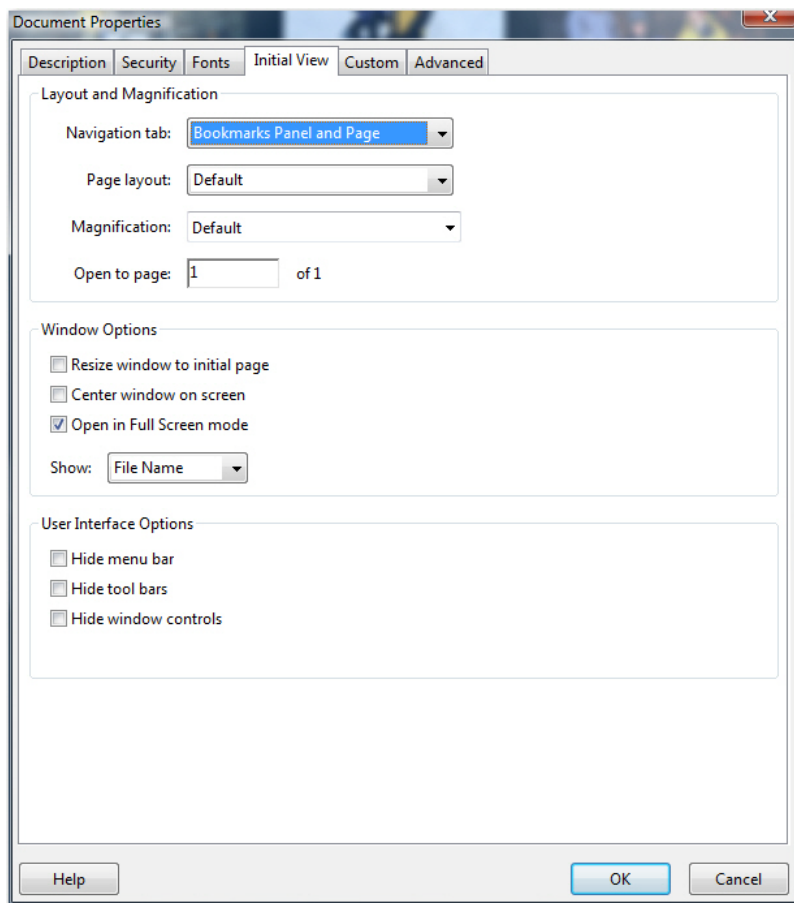 Document Properties
X
Description Security Fonts Initial View Custom Advanced
Layout and Magnification
Navigation tab: Bookmarks Panel and Page
Page layout: Default
Magnification: Default
Open to page: 1 of 1
Window Options
Resize window to initial page
Center window on screen
Open in Full Screen mode
Show: File Name
User Interface Options
Hide menu bar
Hide tool bars
Hide window controls
Help OK Cancel